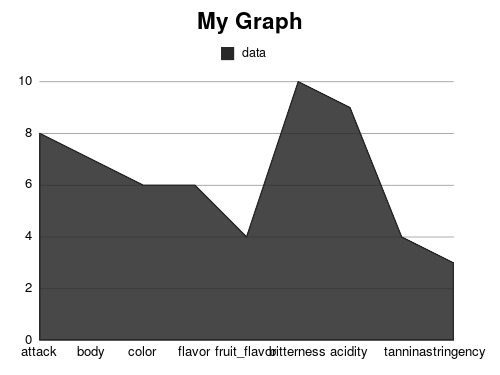 My Graph
data
10
8
6
4
2
0
attack body color flavor fruit_flavor bitterness acidity tannin astringency